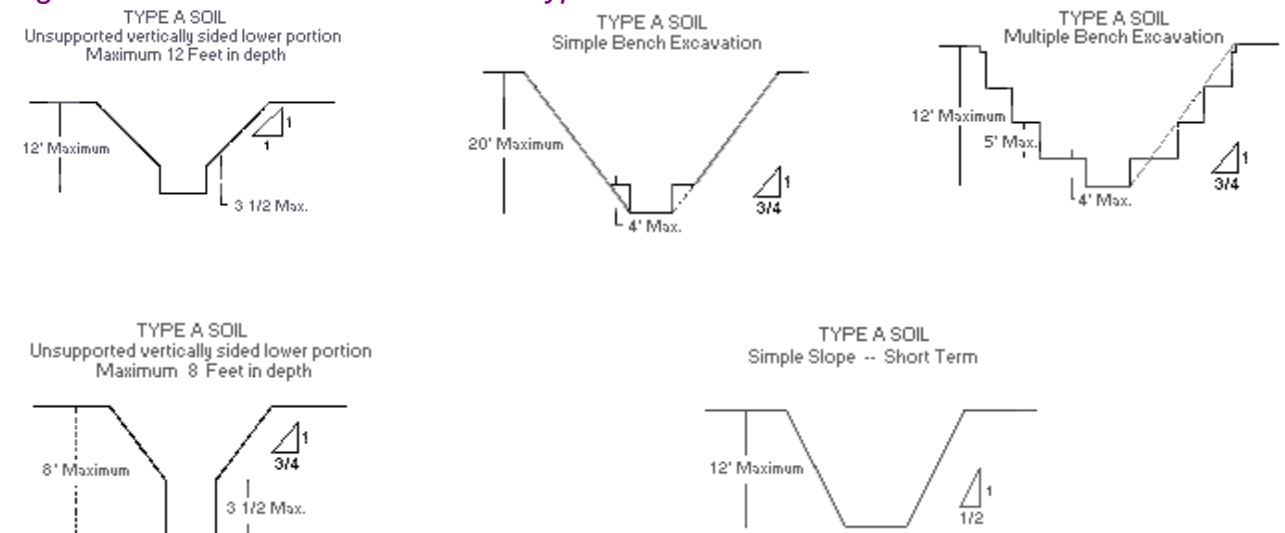 TYPE A SOIL
Unsupported vertically sided lower portion
Maximum 12 Feet in depth
12' Maximum
1
1
3 1/2 Max.
TYPE A SOIL
Simple Bench Excavation
20' Maximum
1
3/4
4' Max.
TYPE A SOIL
Multiple Bench Excavation
12' Maximum
5' Max.
1
3/4
4' Max.
TYPE A SOIL
Unsupported vertically sided lower portion
Maximum 8 Feet in depth
8' Maximum
1
3/4
3 1/2 Max.
TYPE A SOIL
Simple Slope -- Short Term
12' Maximum
1
1/2